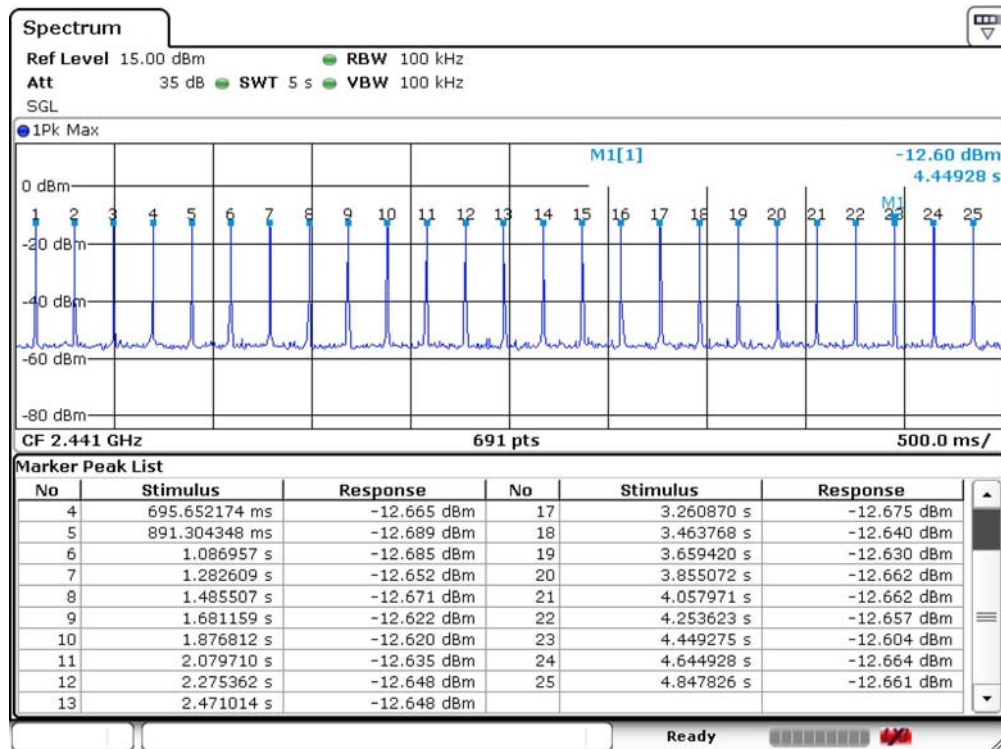 Spectrum
Ref Level 15.00 dBm RBW 100 kHz
Att 35 dB SWT 5 s VBW 100 kHz
SGL
1Pk Max
M1[1] -12.60 dBm
4.44928 s
0 dBm
M1
1 2 3 4 5 6 7 8 9 10 11 12 13 14 15 16 17 18 19 20 21 22 23 24 25
-20 dBm
-40 dBm
-60 dBm
-80 dBm
CF 2.441 GHz 691 pts 500.0 ms/
Marker Peak List
No Stimulus Response No Stimulus Response
4 695.652174 ms -12.665 dBm 17 3.260870 s -12.675 dBm
5 891.304348 ms -12.689 dBm 18 3.463768 s -12.640 dBm
6 1.086957 s -12.685 dBm 19 3.659420 s -12.630 dBm
7 1.282609 s -12.652 dBm 20 3.855072 s -12.662 dBm
8 1.485507 s -12.671 dBm 21 4.057971 s -12.662 dBm
9 1.681159 s -12.622 dBm 22 4.253623 s -12.657 dBm
10 1.876812 s -12.620 dBm 23 4.449275 s -12.604 dBm
11 2.079710 s -12.635 dBm 24 4.644928 s -12.664 dBm
12 2.275362 s -12.648 dBm 25 4.847826 s -12.661 dBm
13 2.471014 s -12.648 dBm
Ready